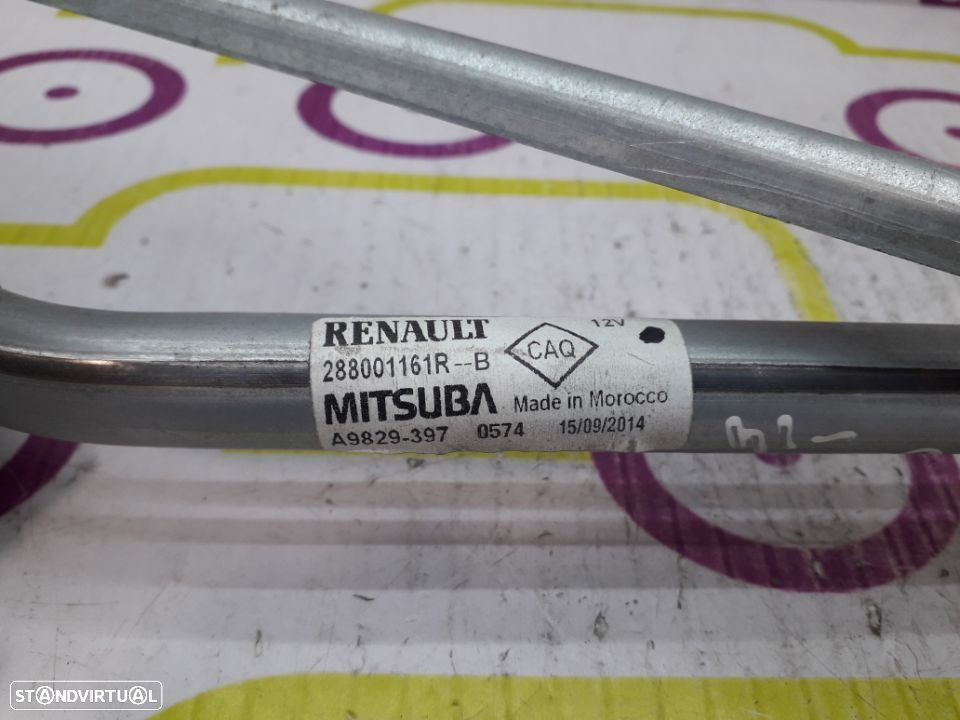 RENAULT
288001161R--B
CAQ
12V
MITSUBA
Made in Morocco
A9829-397 0574 15/09/2014
STANDVIRTUAL